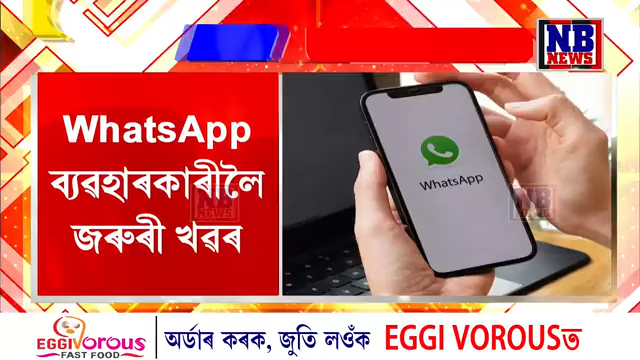 NB
NEWS
WhatsApp
ব্যৱহাৰকাৰীলৈ
জৰুৰী খৱৰ
WhatsApp
NB
NEWS
NB
NEWS
EGGIVOROUS
FAST FOOD
অৰ্ডাৰ কৰক, জুতি লওঁক EGGI VOROUSত